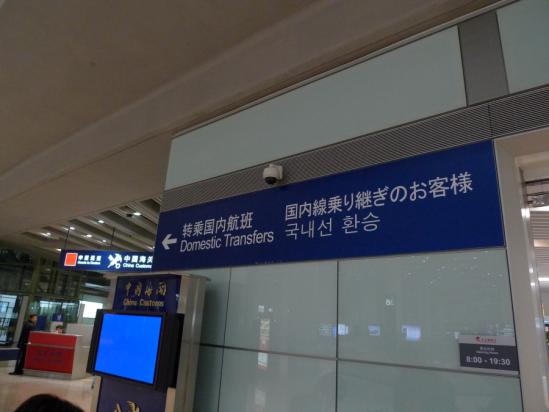 转乘国内航班
Domestic Transfers
国内線乗り継ぎのお客様
국내선 환승
中国海关
China Customs
中国海关
China Customs
8:00 - 19:30